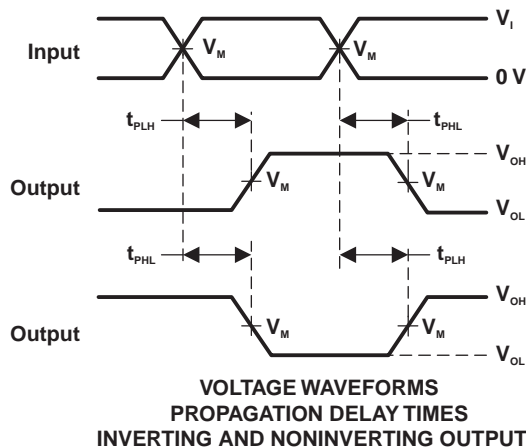 V_I
Input
V_M
V_M
0 V
t_PLH
t_PHL
V_OH
Output
V_M
V_M
V_OL
t_PHL
t_PLH
V_OH
Output
V_M
V_M
V_OL
VOLTAGE WAVEFORMS
PROPAGATION DELAY TIMES
INVERTING AND NONINVERTING OUTPUT